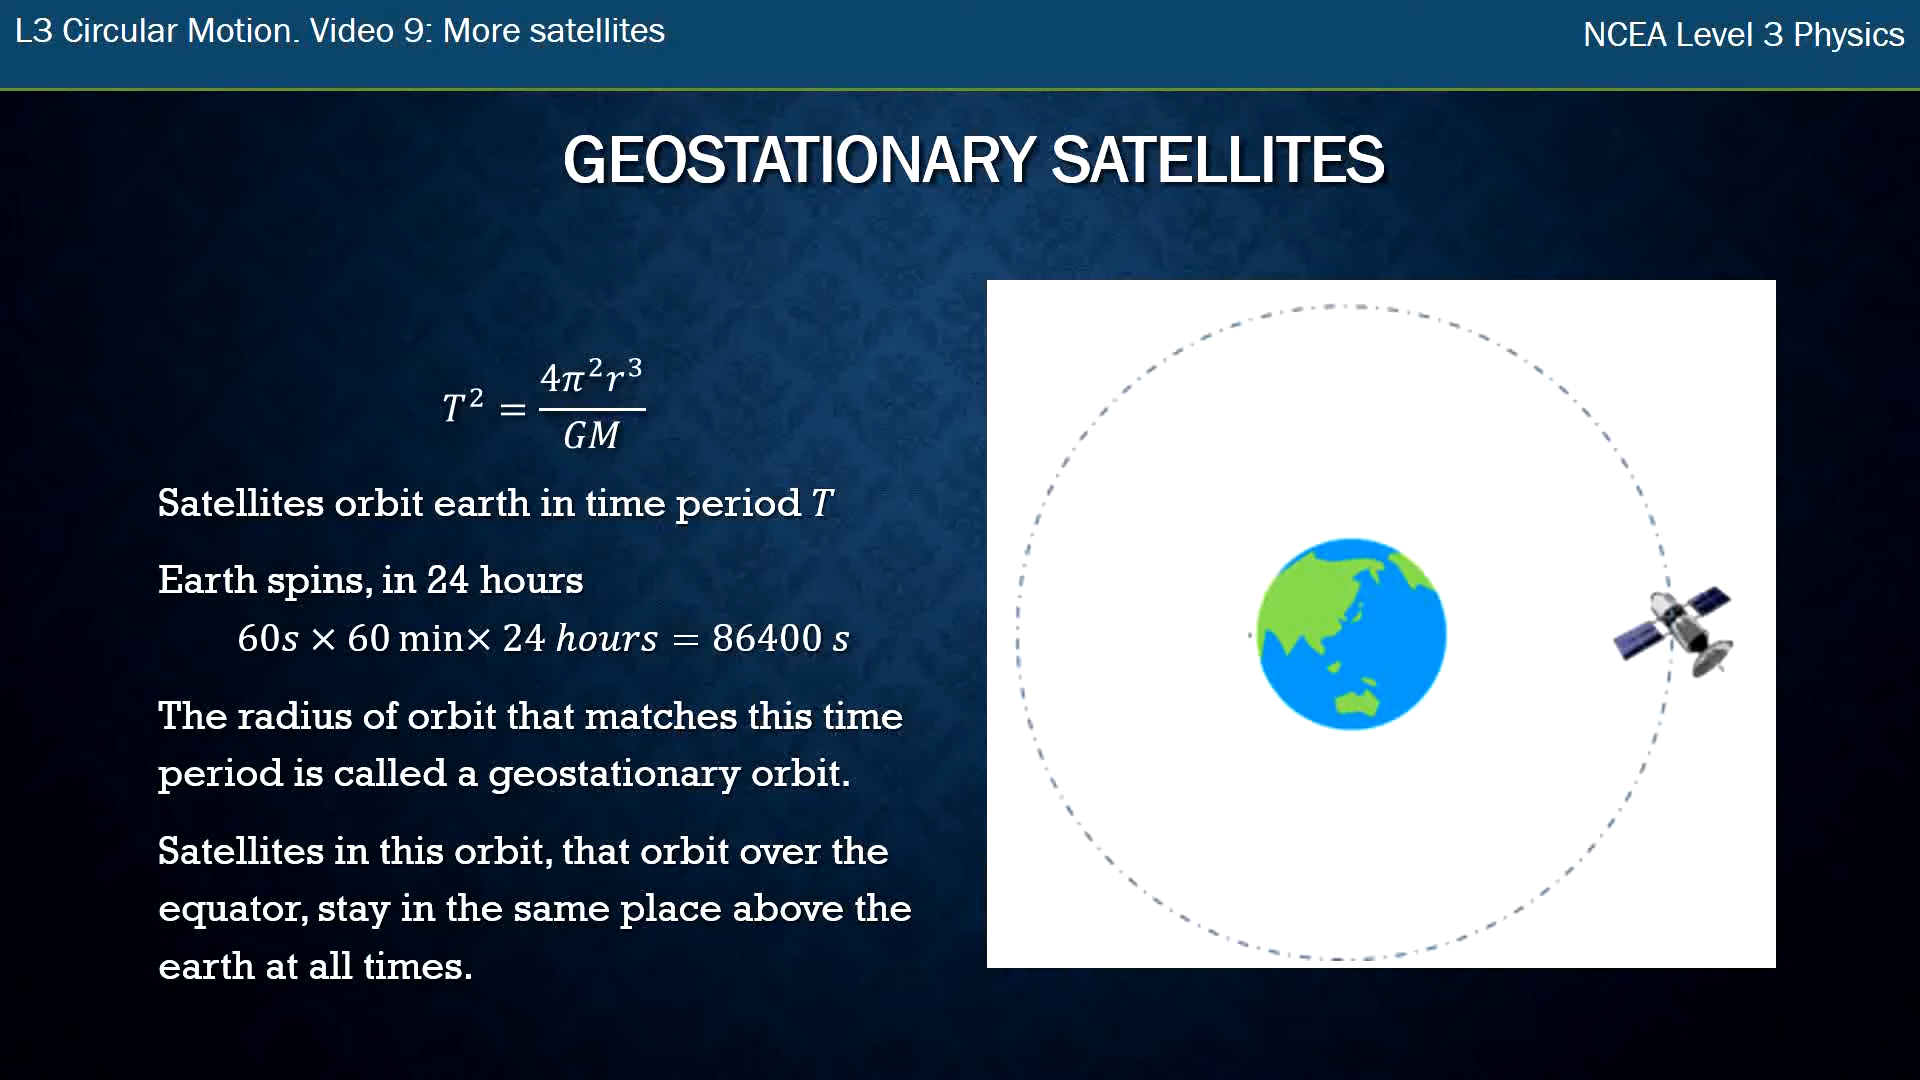 L3 Circular Motion. Video 9: More satellites
NCEA Level 3 Physics
GEOSTATIONARY SATELLITES
T² = 4π²r³ / GM
Satellites orbit earth in time period T
Earth spins, in 24 hours
60s × 60 min× 24 hours = 86400 s
The radius of orbit that matches this time
period is called a geostationary orbit.
Satellites in this orbit, that orbit over the
equator, stay in the same place above the
earth at all times.